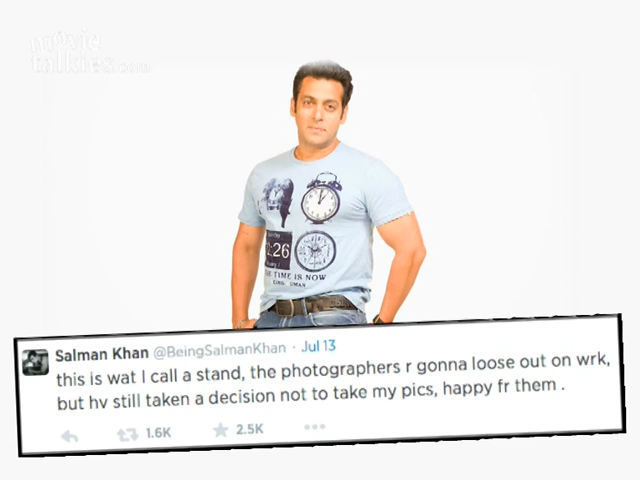 movie
talkies.com
:26
TIME IS NOW
Salman Khan @BeingSalmanKhan · Jul 13
this is wat I call a stand, the photographers r gonna loose out on wrk,
but hv still taken a decision not to take my pics, happy fr them .
1.6K 2.5K